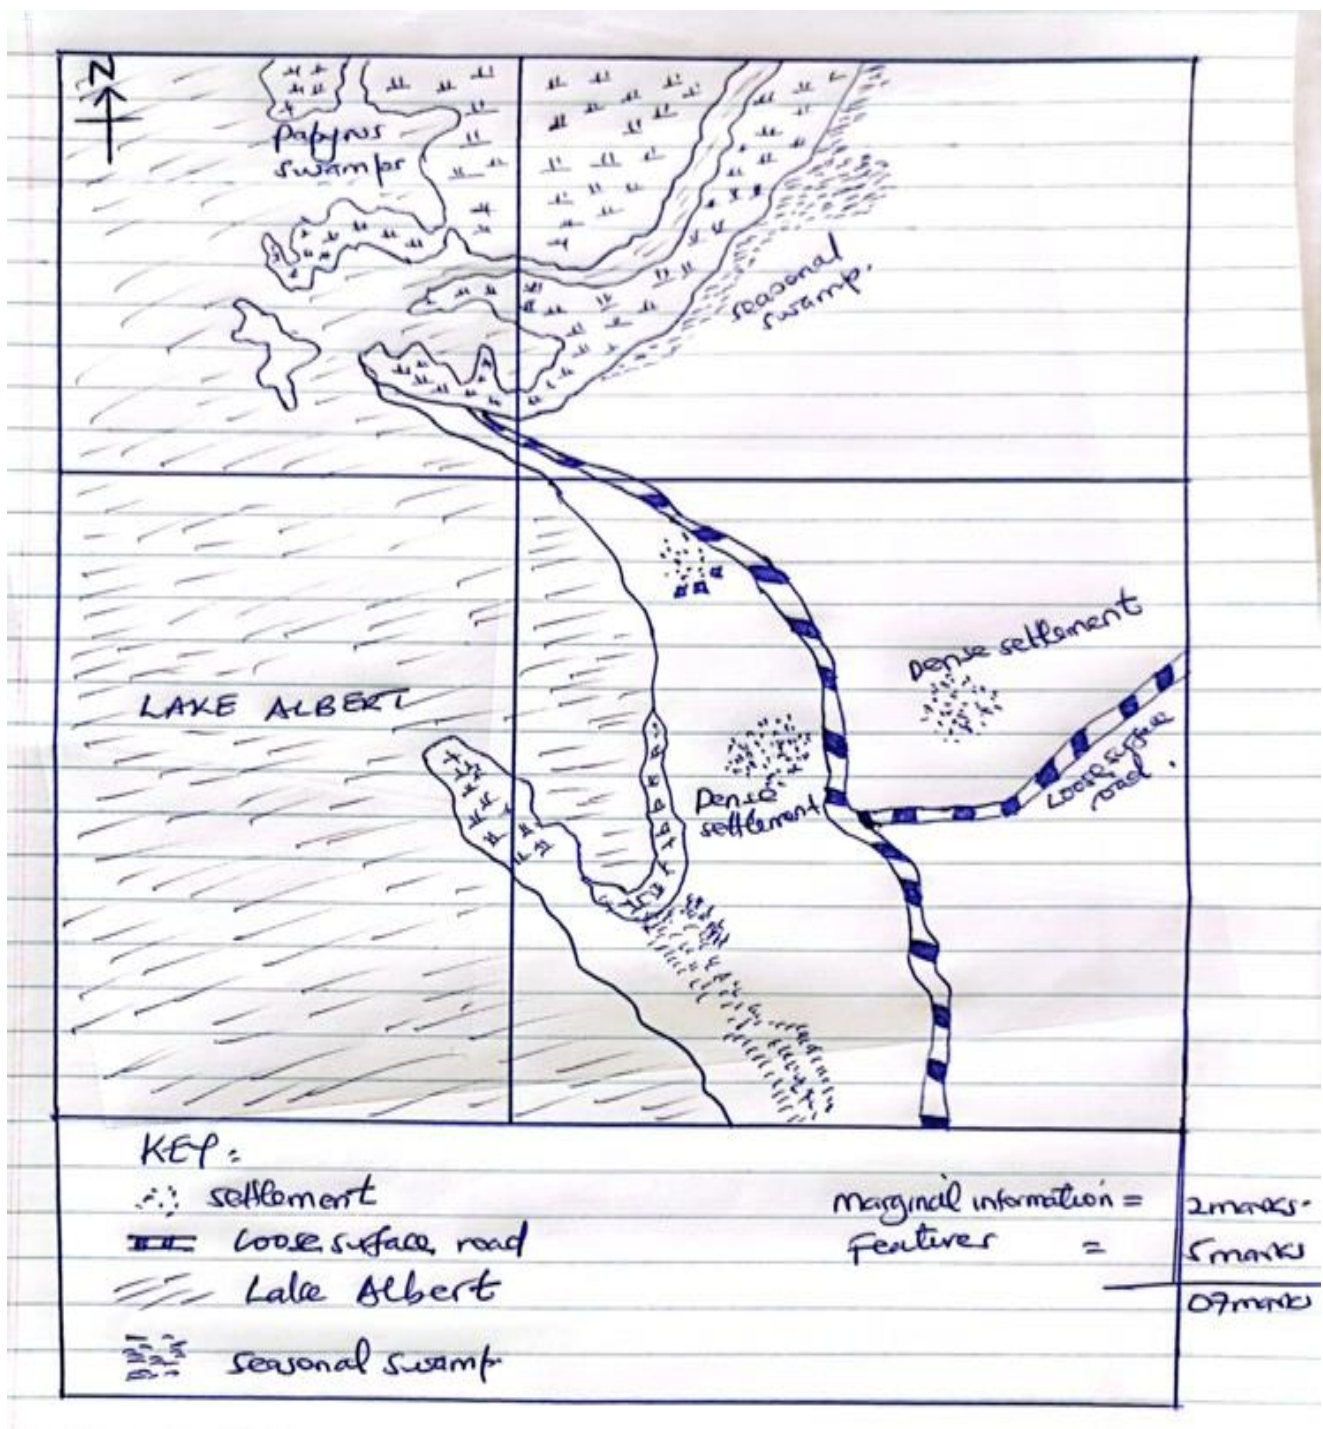 N
papyrus
swamps
seasonal
swamp.
Dense settlement
LAKE ALBERT
Dense
settlement
Loose surface
road.
KEY:
settlement
Loose surface road
Lake Albert
seasonal swamp
marginal information = 2marks.
Features = 5marks
07marks